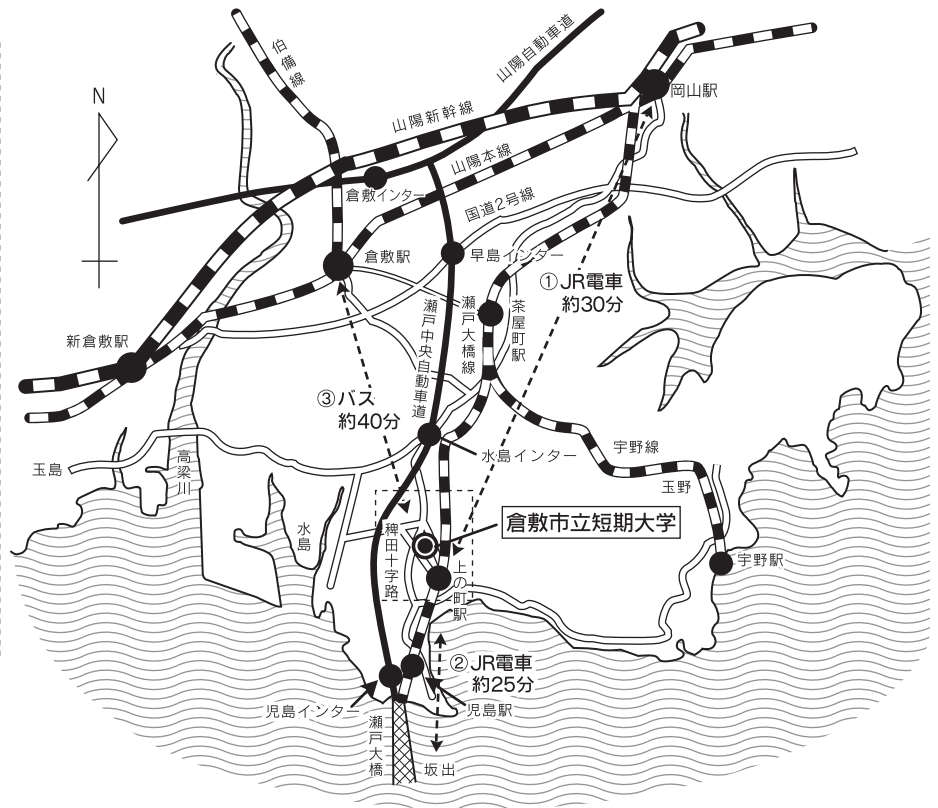 伯備線
山陽自動車道
N
岡山駅
山陽新幹線
山陽本線
倉敷インター
国道2号線
倉敷駅
早島インター
①JR電車
約30分
瀬戸中央自動車道
瀬戸大橋線
茶屋町駅
新倉敷駅
③バス
約40分
水島インター
宇野線
玉島
高梁川
玉野
水島
稗田十字路
倉敷市立短期大学
上の町駅
宇野駅
②JR電車
約25分
児島インター
児島駅
瀬戸大橋
坂出